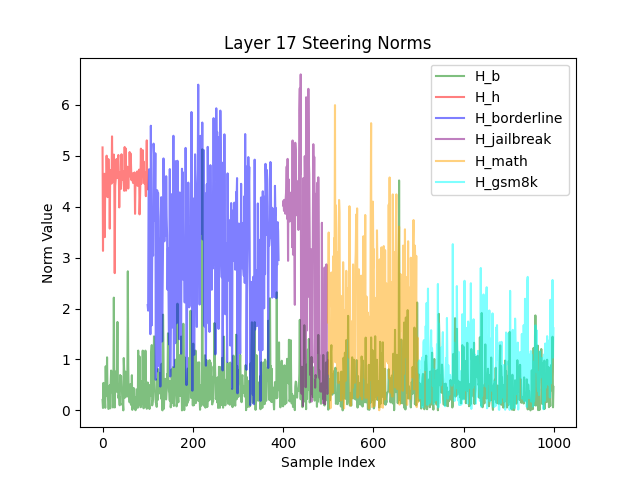 Layer 17 Steering Norms
H_b
H_h
H_borderline
H_jailbreak
H_math
H_gsm8k
Norm Value
6
5
4
3
2
1
0
0 200 400 600 800 1000
Sample Index